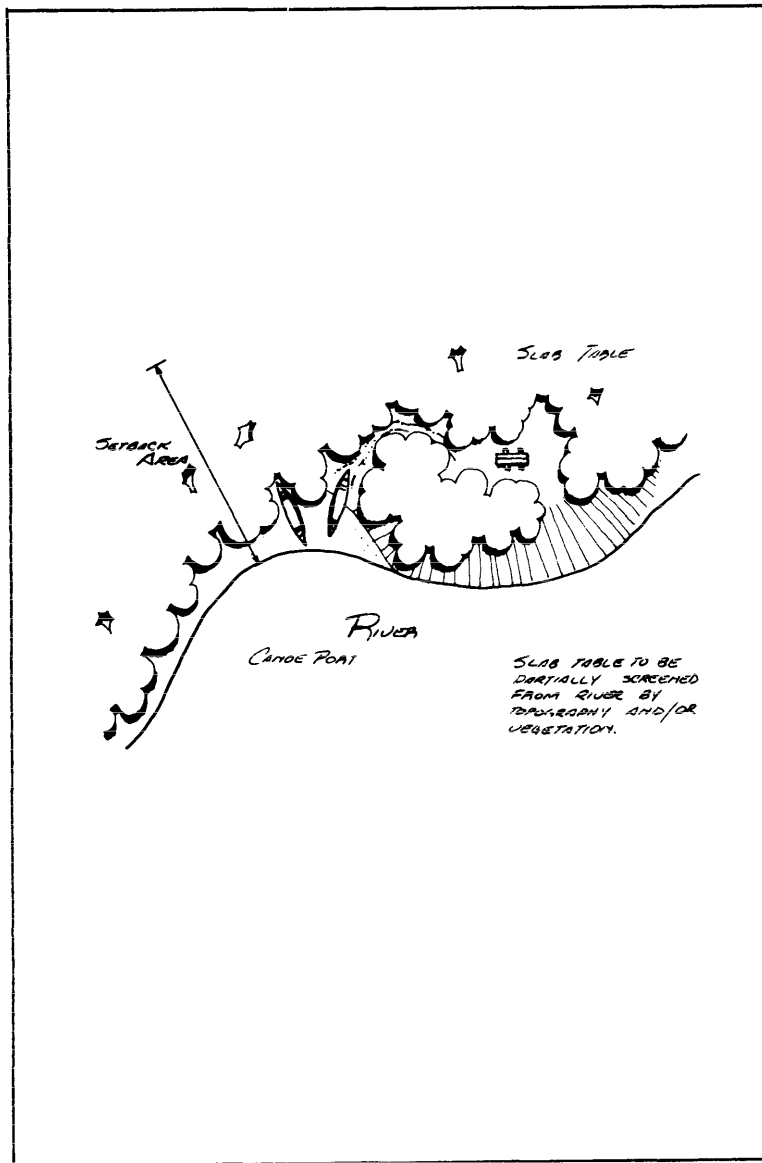 SLAB TABLE
SETBACK
AREA
RIVER
CANOE PORT
SLAB TABLE TO BE
PARTIALLY SCREENED
FROM RIVER BY
TOPOGRAPHY AND/OR
VEGETATION.